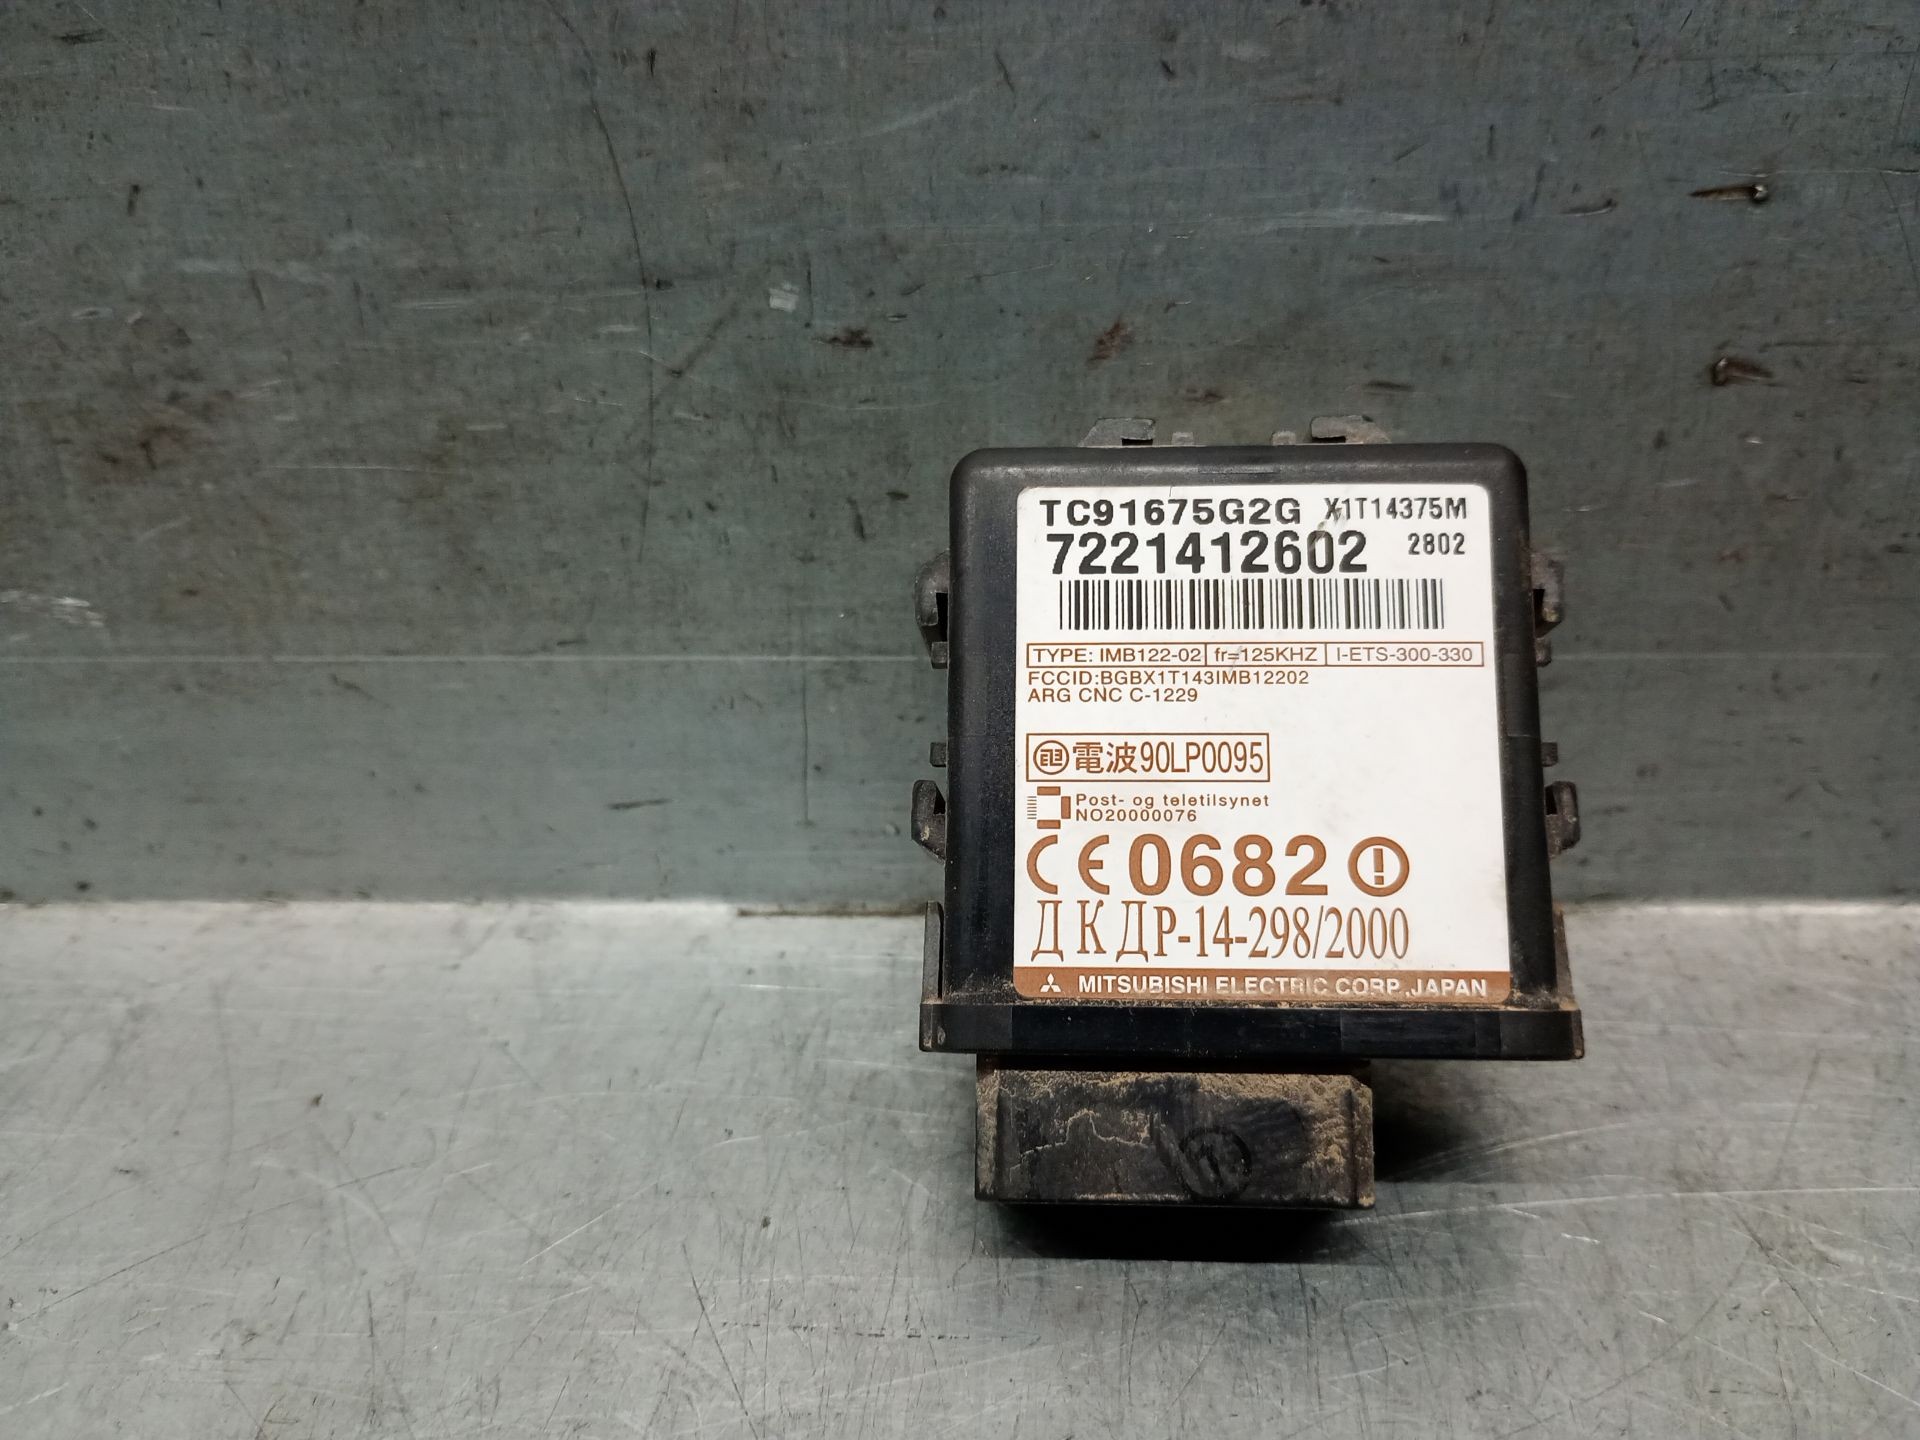 TC91675G2G X1T14375M
7221412602 2802
TYPE: IMB122-02 fr=125KHZ I-ETS-300-330
FCCID:BGBX1T143IMB12202
ARG CNC C-1229
電波90LP0095
Post- og teletilsynet
NO20000076
CE0682
ДКДР-14-298/2000
MITSUBISHI ELECTRIC CORP.JAPAN